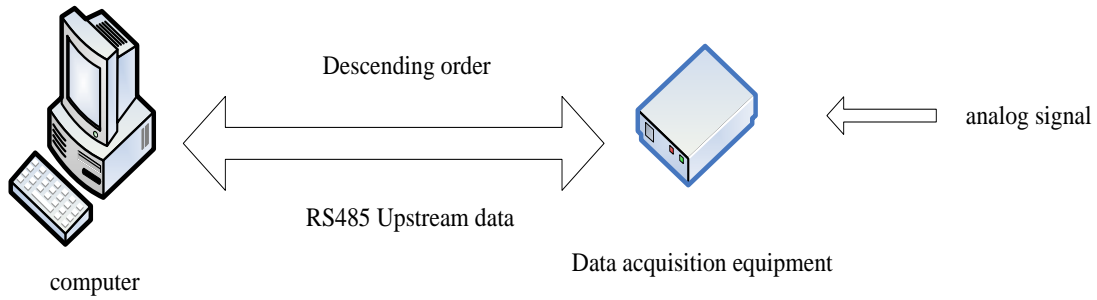 Descending order
analog signal
RS485 Upstream data
Data acquisition equipment
computer